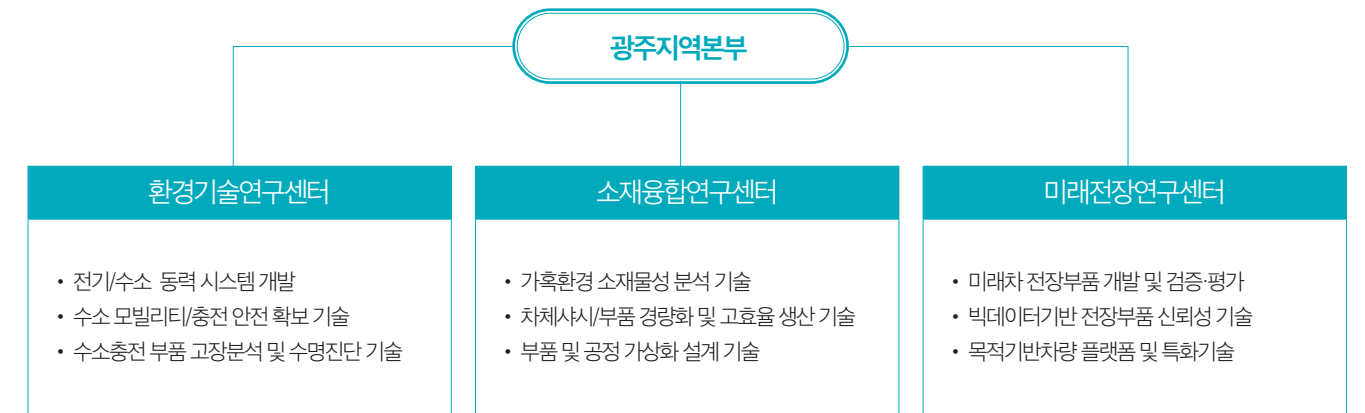 광주지역본부
환경기술연구센터
• 전기/수소 동력 시스템 개발
• 수소 모빌리티/충전 안전 확보 기술
• 수소충전 부품 고장분석 및 수명진단 기술
소재융합연구센터
• 가혹환경 소재물성 분석 기술
• 차체샤시/부품 경량화 및 고효율 생산 기술
• 부품 및 공정 가상화 설계 기술
미래전장연구센터
• 미래차 전장부품 개발 및 검증·평가
• 빅데이터기반 전장부품 신뢰성 기술
• 목적기반차량 플랫폼 및 특화기술